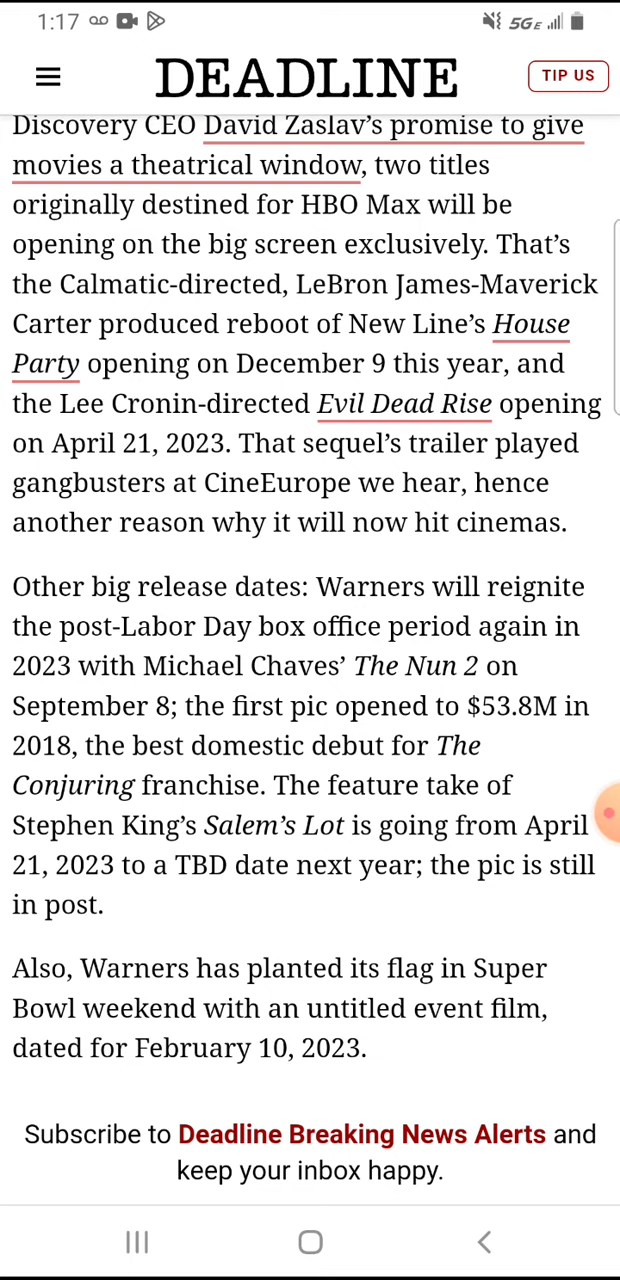 1:17
5GE
DEADLINE
TIP US
Discovery CEO David Zaslav’s promise to give
movies a theatrical window, two titles
originally destined for HBO Max will be
opening on the big screen exclusively. That’s
the Calmatic-directed, LeBron James-Maverick
Carter produced reboot of New Line’s House
Party opening on December 9 this year, and
the Lee Cronin-directed Evil Dead Rise opening
on April 21, 2023. That sequel’s trailer played
gangbusters at CineEurope we hear, hence
another reason why it will now hit cinemas.
Other big release dates: Warners will reignite
the post-Labor Day box office period again in
2023 with Michael Chaves’ The Nun 2 on
September 8; the first pic opened to $53.8M in
2018, the best domestic debut for The
Conjuring franchise. The feature take of
Stephen King’s Salem’s Lot is going from April
21, 2023 to a TBD date next year; the pic is still
in post.
Also, Warners has planted its flag in Super
Bowl weekend with an untitled event film,
dated for February 10, 2023.
Subscribe to Deadline Breaking News Alerts and
keep your inbox happy.